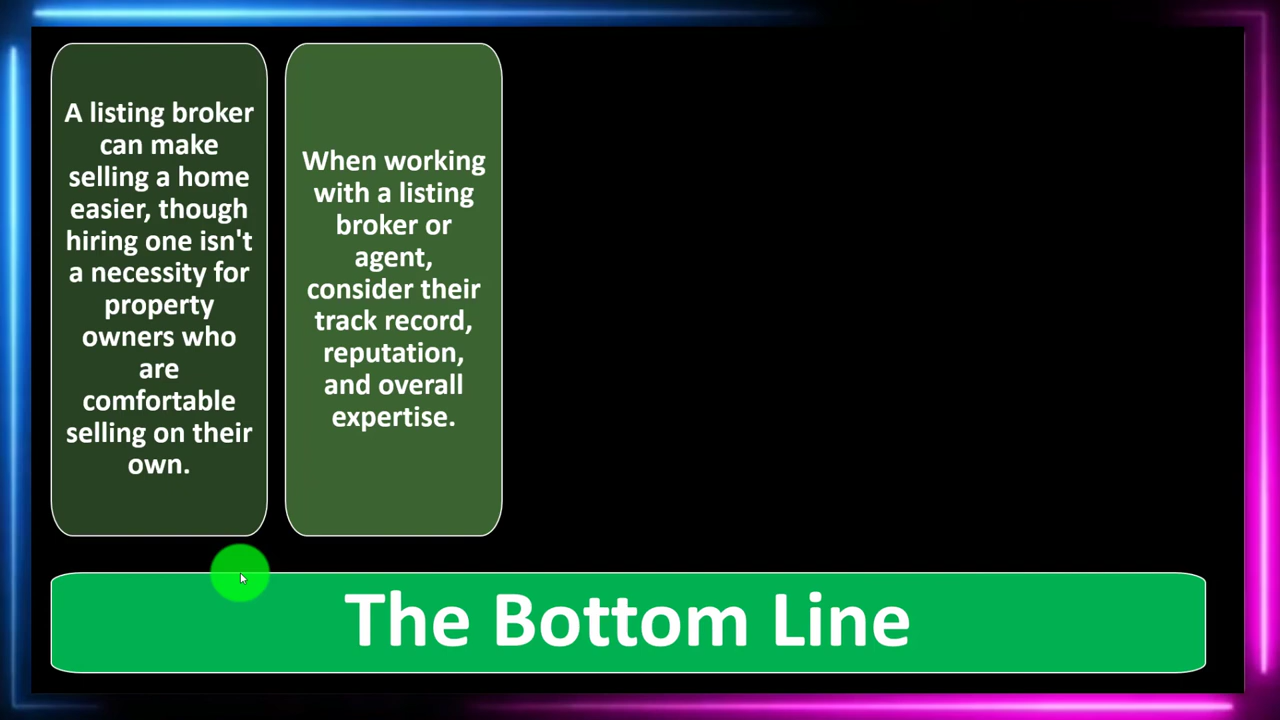 A listing broker
can make
selling a home
easier, though
hiring one isn't
a necessity for
property
owners who
are
comfortable
selling on their
own.
When working
with a listing
broker or
agent,
consider their
track record,
reputation,
and overall
expertise.
The Bottom Line